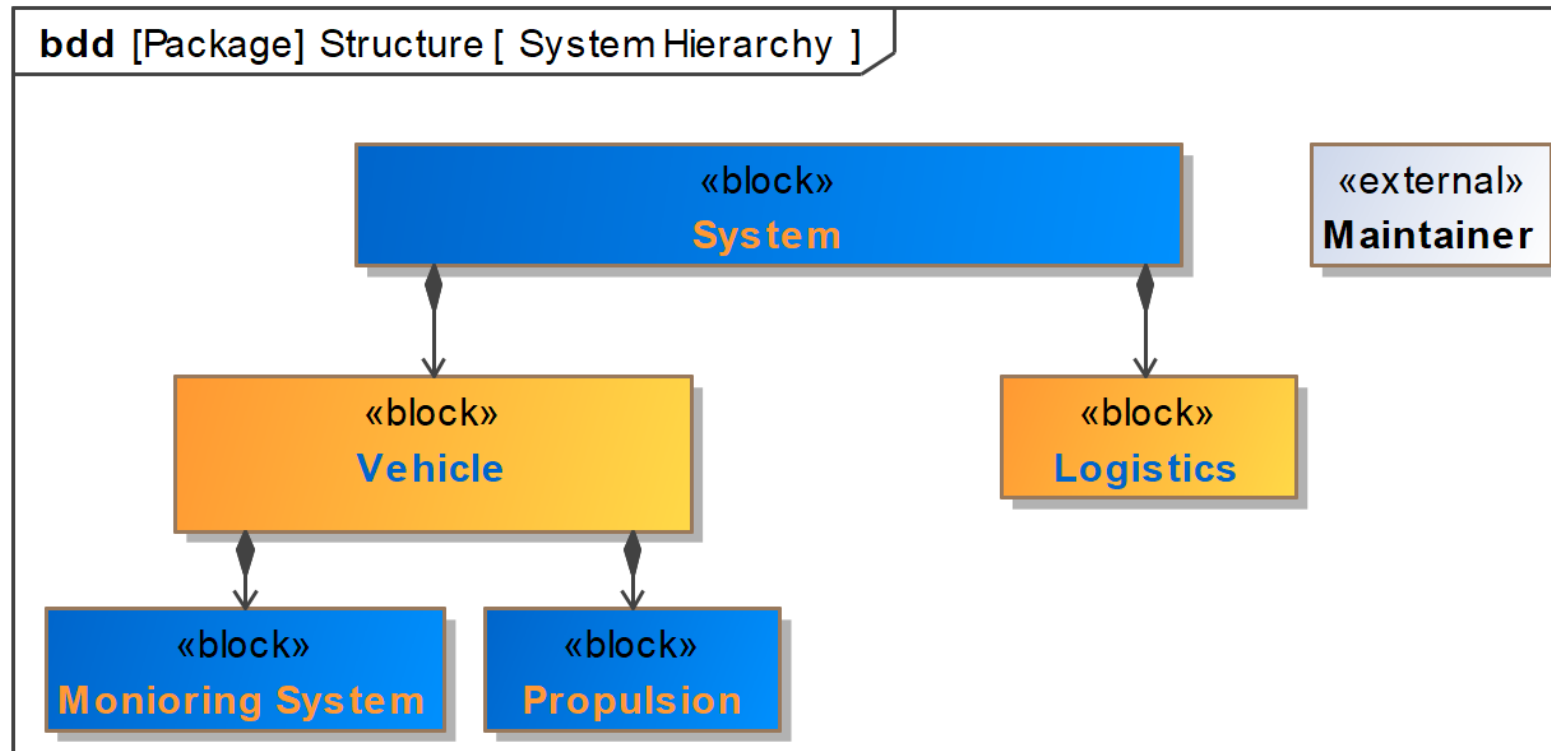 bdd [Package] Structure [ System Hierarchy ]
«block»
System
«external»
Maintainer
«block»
Vehicle
«block»
Logistics
«block»
Monioring System
«block»
Propulsion